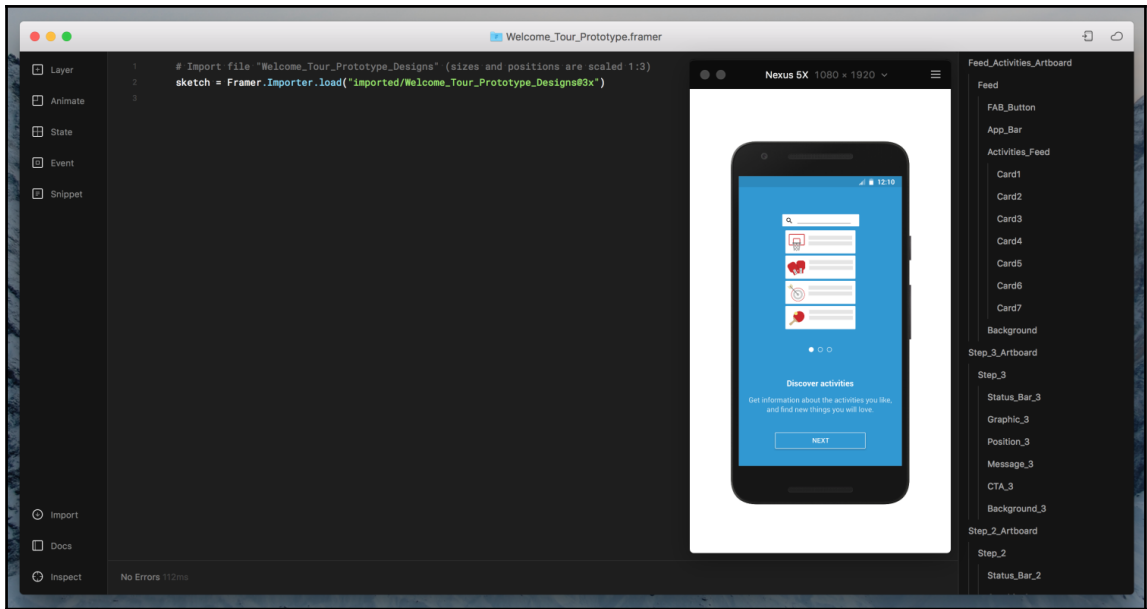 Welcome_Tour_Prototype.framer
Layer
Animate
State
Event
Snippet
Import
Docs
Inspect
1 # Import file "Welcome_Tour_Prototype_Designs" (sizes and positions are scaled 1:3)
2 sketch = Framer.Importer.load("imported/Welcome_Tour_Prototype_Designs@3x")
3
No Errors 112ms
Nexus 5X 1080 × 1920
12:10
Discover activities
Get information about the activities you like,
and find new things you will love.
NEXT
Feed_Activities_Artboard
Feed
FAB_Button
App_Bar
Activities_Feed
Card1
Card2
Card3
Card4
Card5
Card6
Card7
Background
Step_3_Artboard
Step_3
Status_Bar_3
Graphic_3
Position_3
Message_3
CTA_3
Background_3
Step_2_Artboard
Step_2
Status_Bar_2